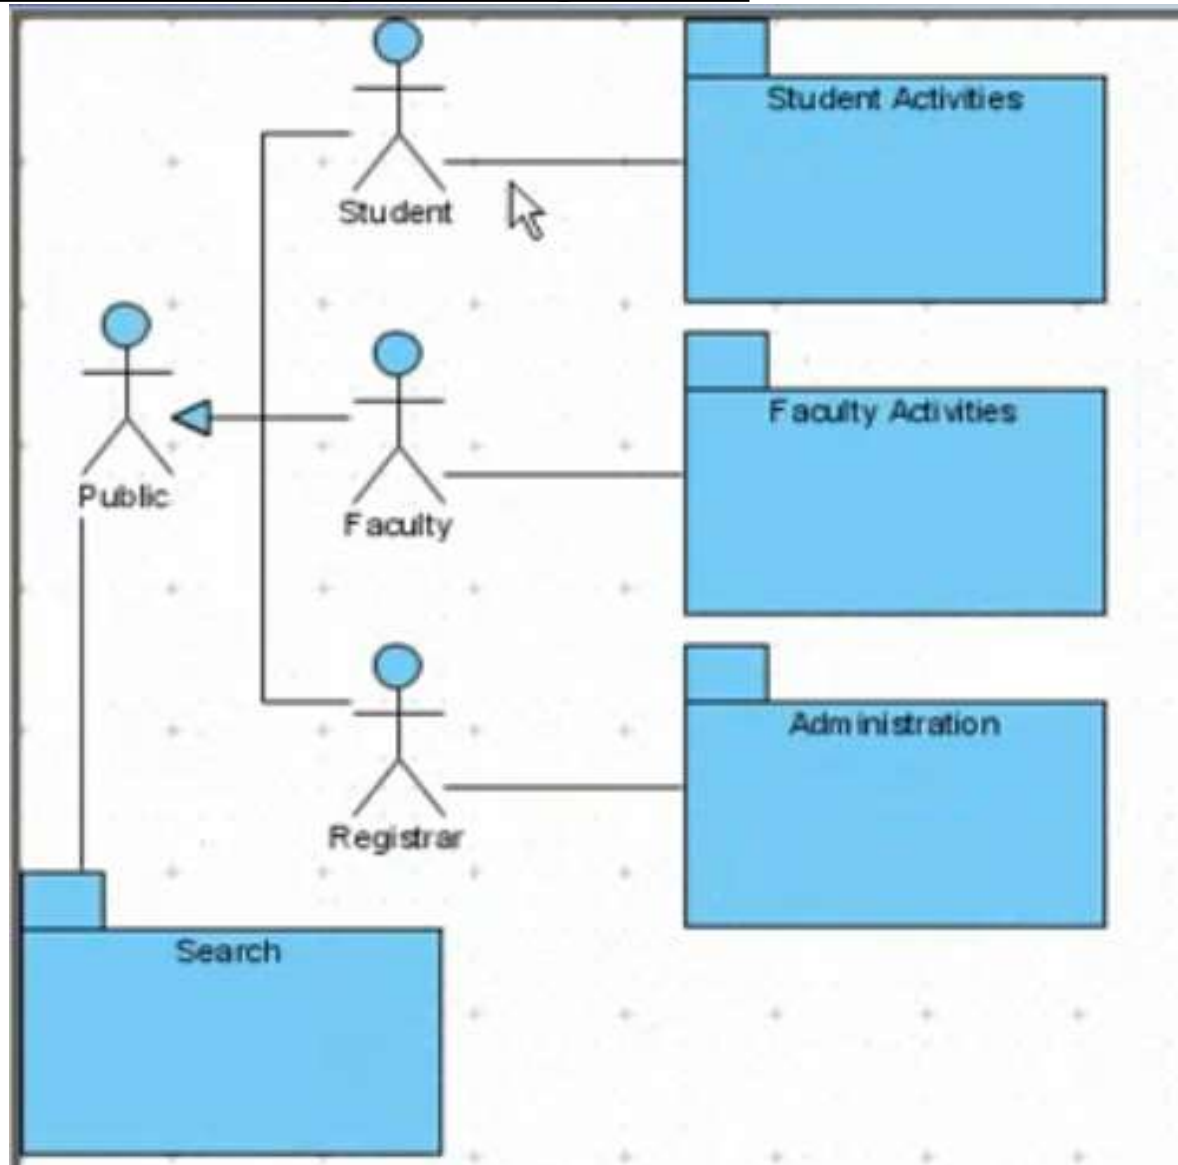 Student Activities
Student
Faculty Activities
Public
Faculty
Administration
Registrar
Search